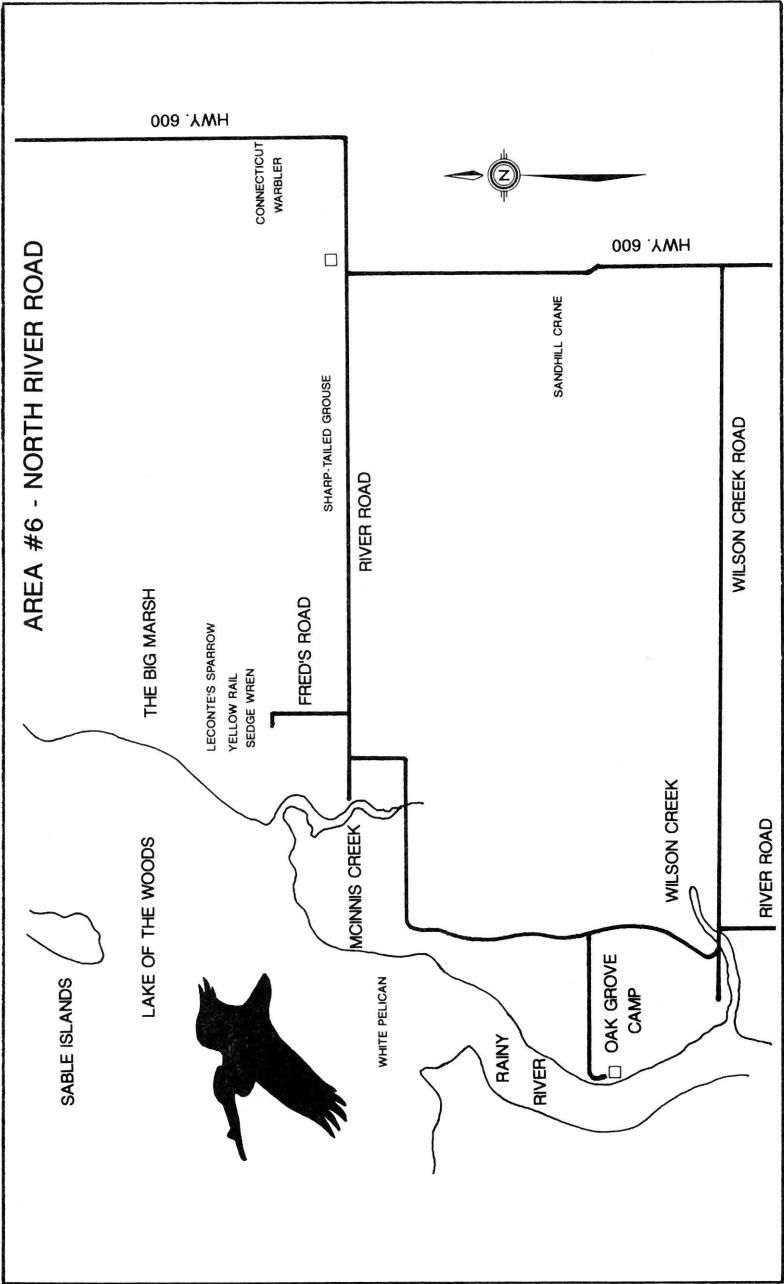 AREA #6 - NORTH RIVER ROAD
SABLE ISLANDS
LAKE OF THE WOODS
THE BIG MARSH
HWY. 600
LECONTE'S SPARROW
YELLOW RAIL
SEDGE WREN
CONNECTICUT
WARBLER
FRED'S ROAD
SHARP-TAILED GROUSE
RIVER ROAD
MCINNIS CREEK
WHITE PELICAN
N
RAINY
RIVER
SANDHILL CRANE
OAK GROVE
CAMP
HWY. 600
WILSON CREEK
WILSON CREEK ROAD
RIVER ROAD